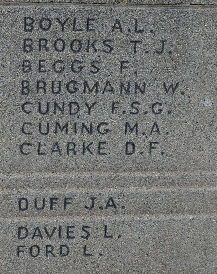 BOYLE A.L.
BROOKS T.J.
BEGGS F.
BRUGMANN W.
CUNDY F.S.G.
CUMING M.A.
CLARKE D.F.
DUFF J.A.
DAVIES L.
FORD L.